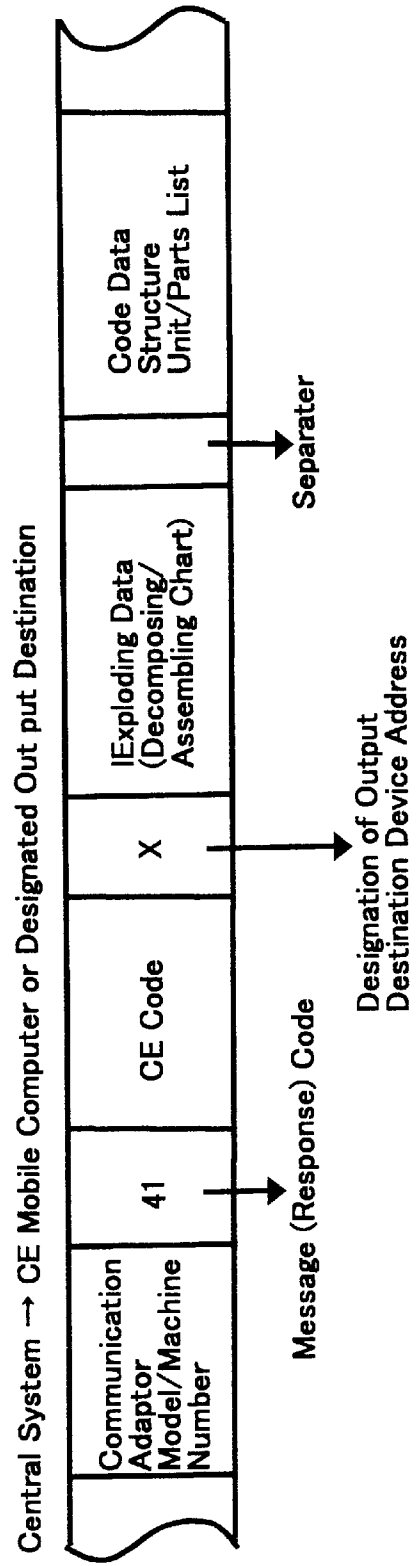 Central System → CE Mobile Computer or Designated Out put Destination
Communication
Adaptor
Model/Machine
Number
41
CE Code
X
IExploding Data
(Decomposing/
Assembling Chart)
Code Data
Structure
Unit/Parts List
Message (Response) Code
Designation of Output
Destination Device Address
Separater